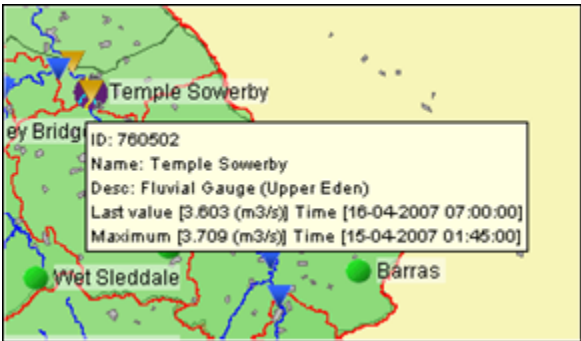 Temple Sowerby
ey Bridg
ID: 760502
Name: Temple Sowerby
Desc: Fluvial Gauge (Upper Eden)
Last value [3.603 (m3/s)] Time [16-04-2007 07:00:00]
Maximum [3.709 (m3/s)] Time [15-04-2007 01:45:00]
Wet Sleddale
Barras